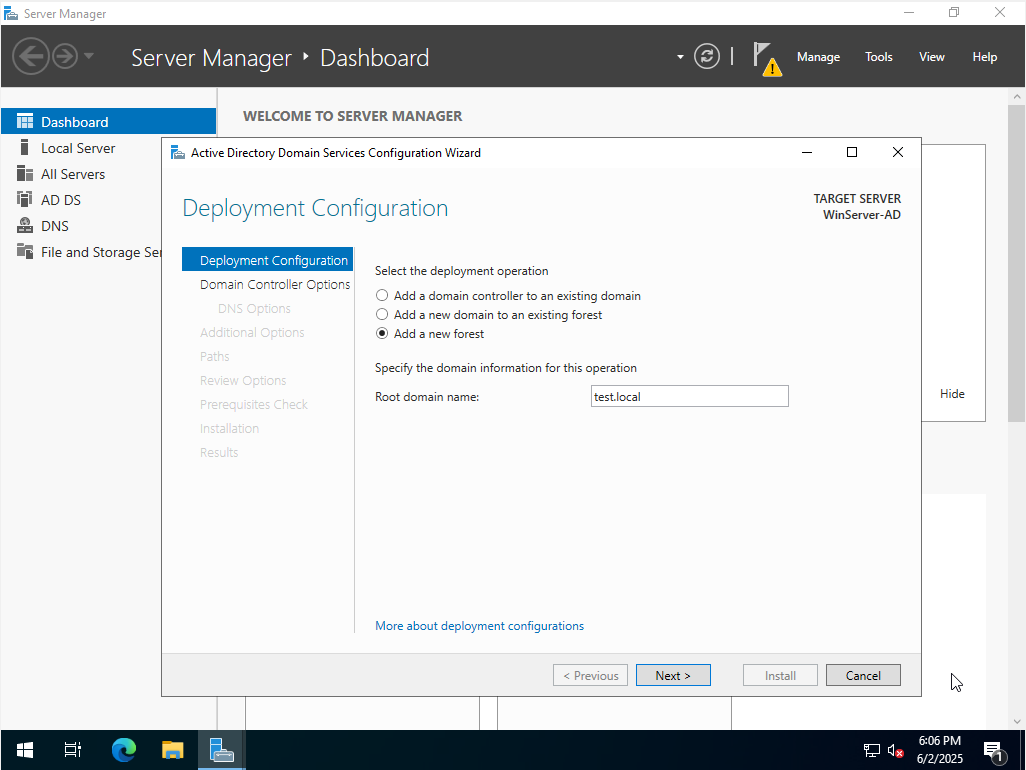 Server Manager
Server Manager ‣ Dashboard
Manage Tools View Help
Dashboard
Local Server
All Servers
AD DS
DNS
File and Storage Ser
WELCOME TO SERVER MANAGER
Active Directory Domain Services Configuration Wizard
Deployment Configuration
TARGET SERVER
WinServer-AD
Deployment Configuration
Domain Controller Options
DNS Options
Additional Options
Paths
Review Options
Prerequisites Check
Installation
Results
Select the deployment operation
Add a domain controller to an existing domain
Add a new domain to an existing forest
Add a new forest
Specify the domain information for this operation
Root domain name: test.local
More about deployment configurations
Hide
< Previous Next > Install Cancel
6:06 PM
6/2/2025
1